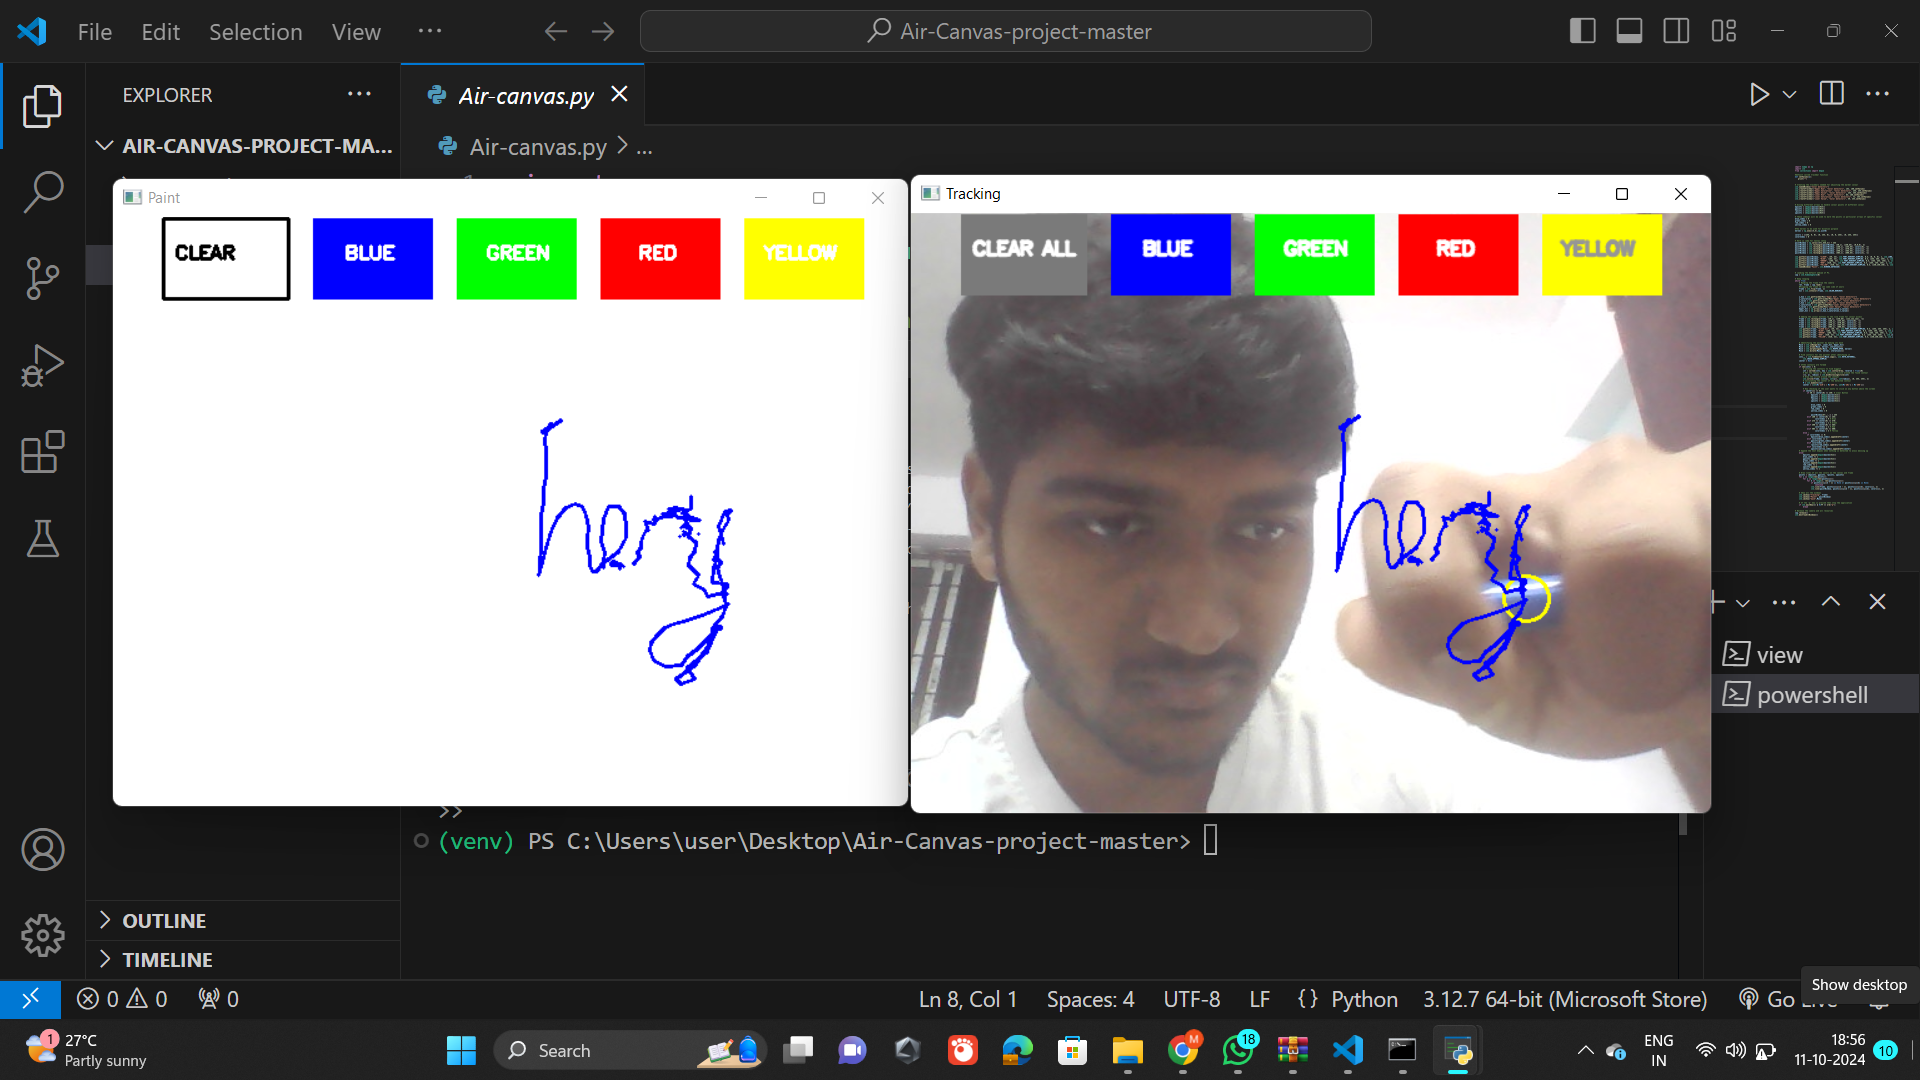 File Edit Selection View ··· Air-Canvas-project-master
EXPLORER ···
Air-canvas.py
AIR-CANVAS-PROJECT-MA...
Air-canvas.py > ...
Paint
CLEAR BLUE GREEN RED YELLOW
Tracking
CLEAR ALL BLUE GREEN RED YELLOW
view
powershell
>>
(venv) PS C:\Users\user\Desktop\Air-Canvas-project-master>
OUTLINE
TIMELINE
Show desktop
0 0 0 Ln 8, Col 1 Spaces: 4 UTF-8 LF {} Python 3.12.7 64-bit (Microsoft Store) Go Live
1 27°C
Partly sunny
Search
M 18
ENG
IN
18:56
11-10-2024
10